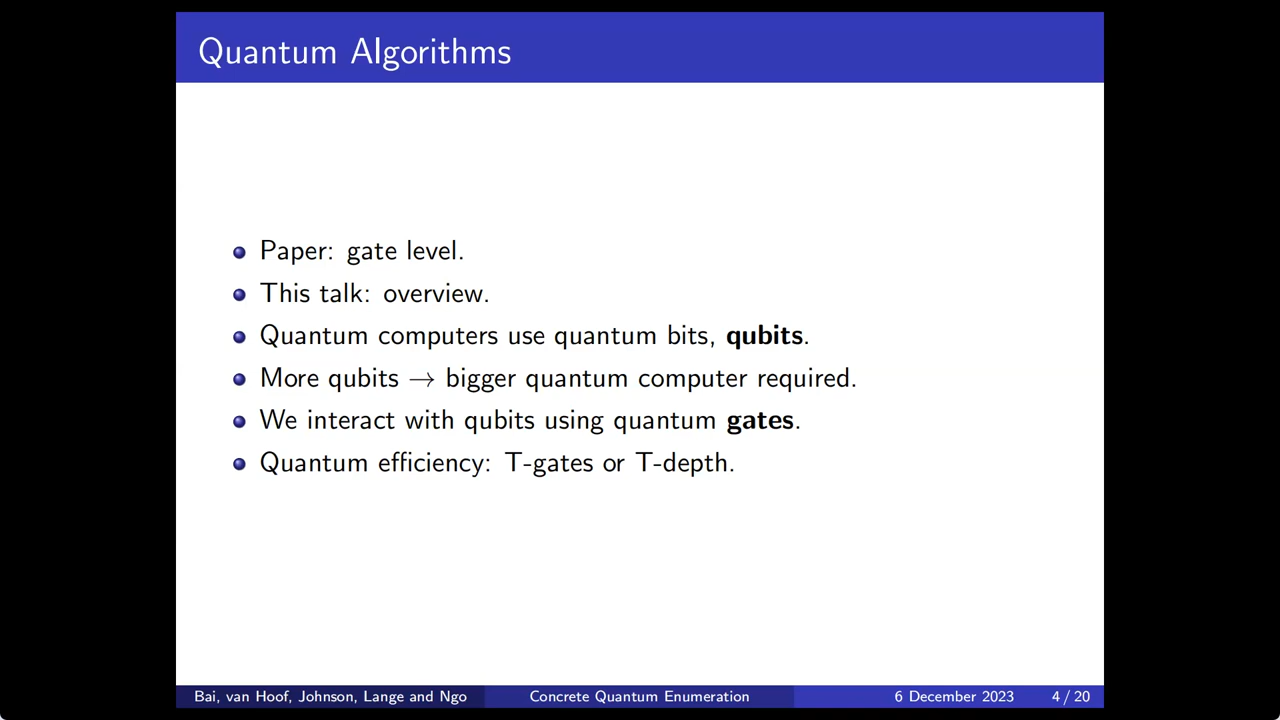 Quantum Algorithms
Paper: gate level.
This talk: overview.
Quantum computers use quantum bits, qubits.
More qubits → bigger quantum computer required.
We interact with qubits using quantum gates.
Quantum efficiency: T-gates or T-depth.
Bai, van Hoof, Johnson, Lange and Ngo Concrete Quantum Enumeration 6 December 2023 4 / 20